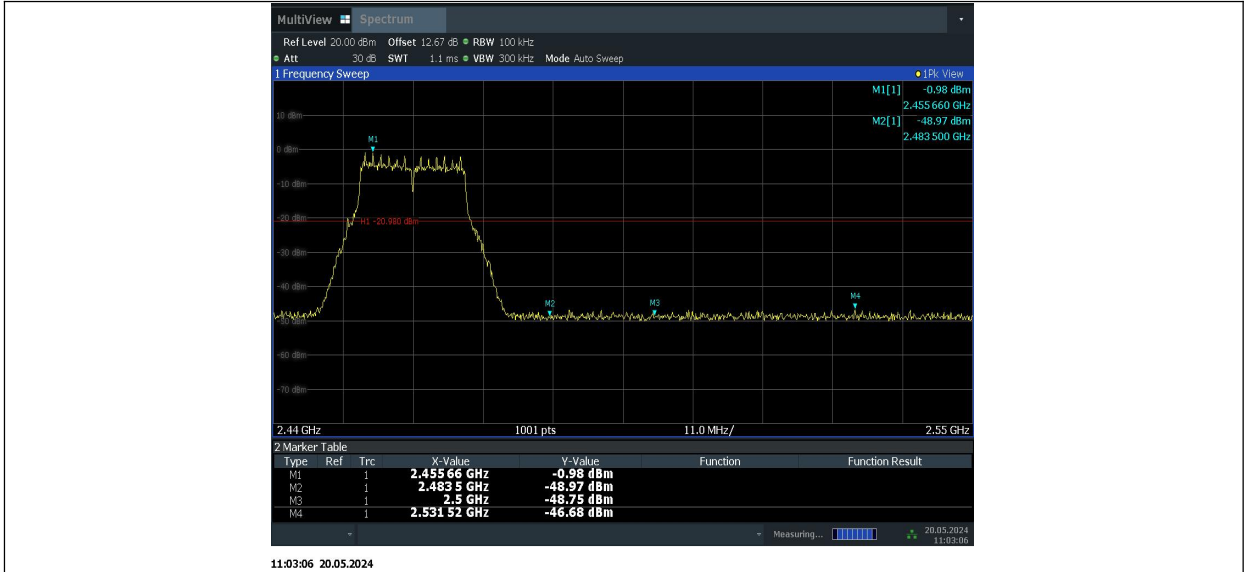 MultiView Spectrum
Ref Level 20.00 dBm Offset 12.67 dB RBW 100 kHz
Att 30 dB SWT 1.1 ms VBW 300 kHz Mode Auto Sweep
1 Frequency Sweep 1Pk View
M1[1] -0.98 dBm
2.455 660 GHz
M2[1] -48.97 dBm
2.483 500 GHz
10 dBm
M1
0 dBm
-10 dBm
-20 dBm
H1 -20.980 dBm
-30 dBm
-40 dBm
M2 M3 M4
-50 dBm
-60 dBm
-70 dBm
2.44 GHz 1001 pts 11.0 MHz/ 2.55 GHz
2 Marker Table
Type Ref Trc X-Value Y-Value Function Function Result
M1 1 2.455 66 GHz -0.98 dBm
M2 1 2.483 5 GHz -48.97 dBm
M3 1 2.5 GHz -48.75 dBm
M4 1 2.531 52 GHz -46.68 dBm
Measuring... 20.05.2024
11:03:06
11:03:06 20.05.2024